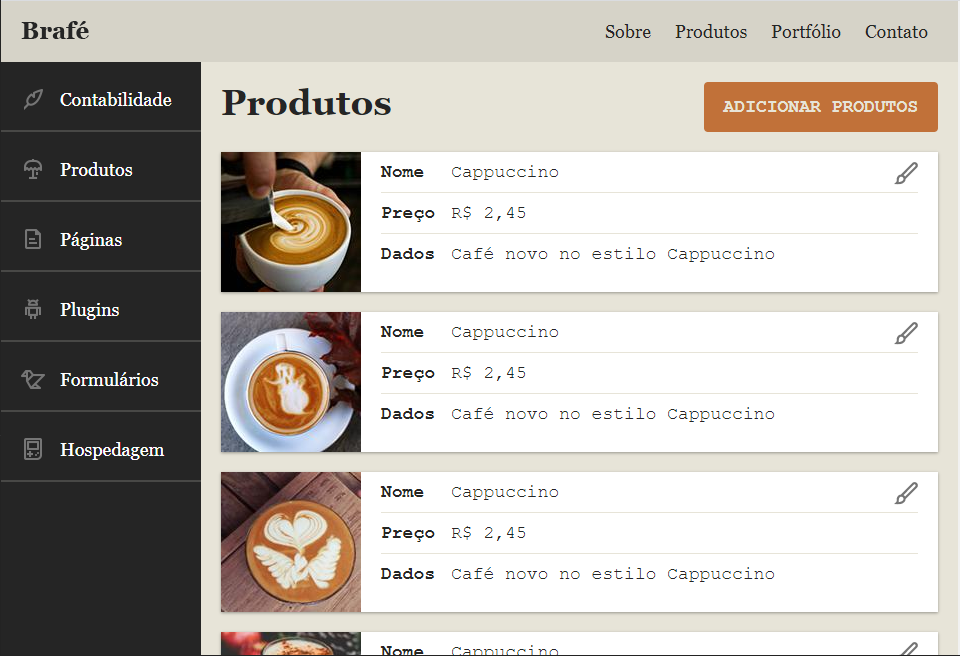 Brafé
Sobre Produtos Portfólio Contato
Contabilidade
Produtos
Páginas
Plugins
Formulários
Hospedagem
Produtos
ADICIONAR PRODUTOS
Nome Cappuccino
Preço R$ 2,45
Dados Café novo no estilo Cappuccino
Nome Cappuccino
Preço R$ 2,45
Dados Café novo no estilo Cappuccino
Nome Cappuccino
Preço R$ 2,45
Dados Café novo no estilo Cappuccino
Nome Cappuccino